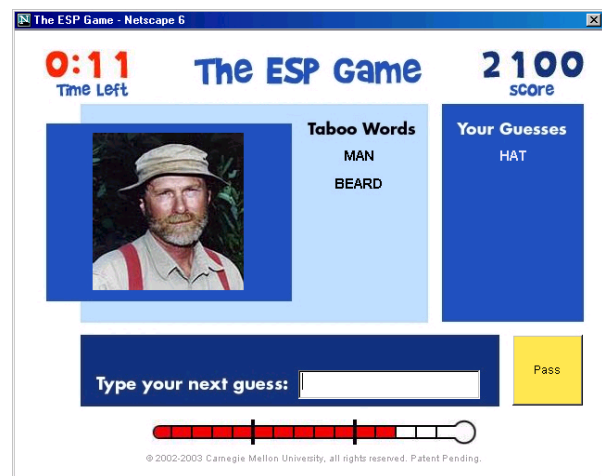 The ESP Game - Netscape 6
0:11
Time Left
The ESP Game
2100
score
Taboo Words
MAN
BEARD
Your Guesses
HAT
Type your next guess:
Pass
© 2002-2003 Carnegie Mellon University, all rights reserved. Patent Pending.